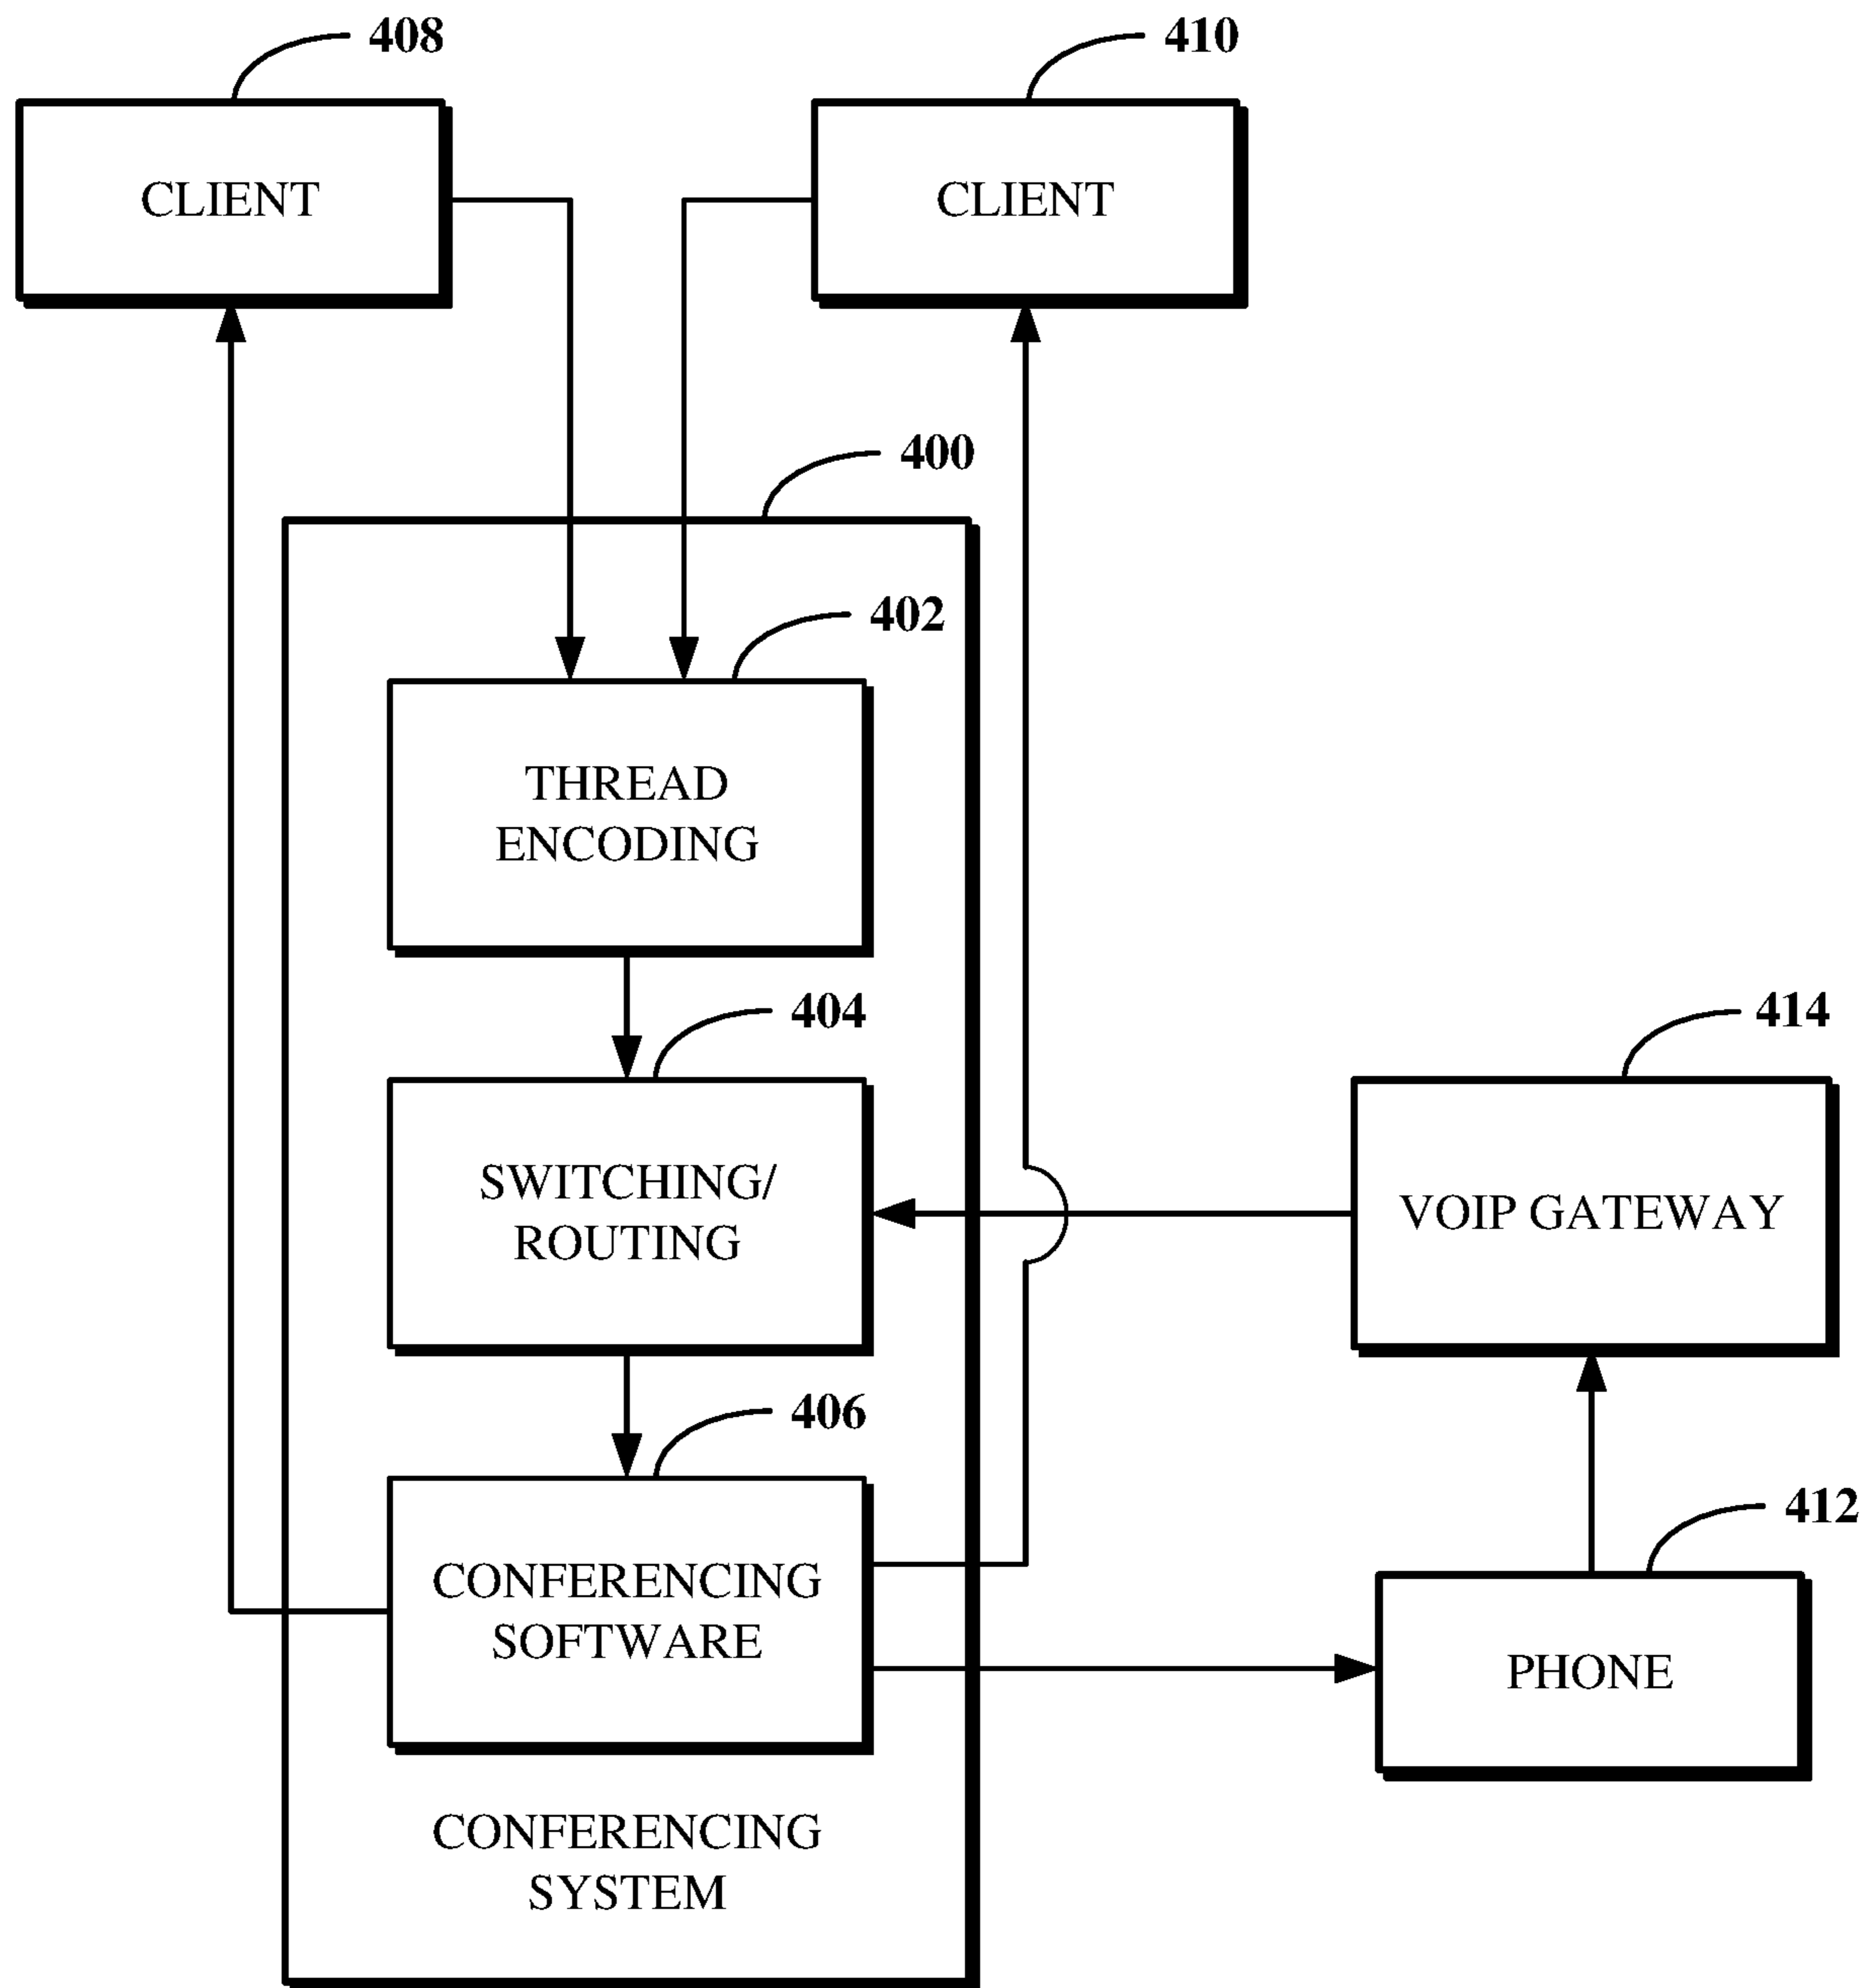 408
410
CLIENT
CLIENT
400
402
THREAD
ENCODING
404
414
SWITCHING/
ROUTING
VOIP GATEWAY
406
412
CONFERENCING
SOFTWARE
PHONE
CONFERENCING
SYSTEM